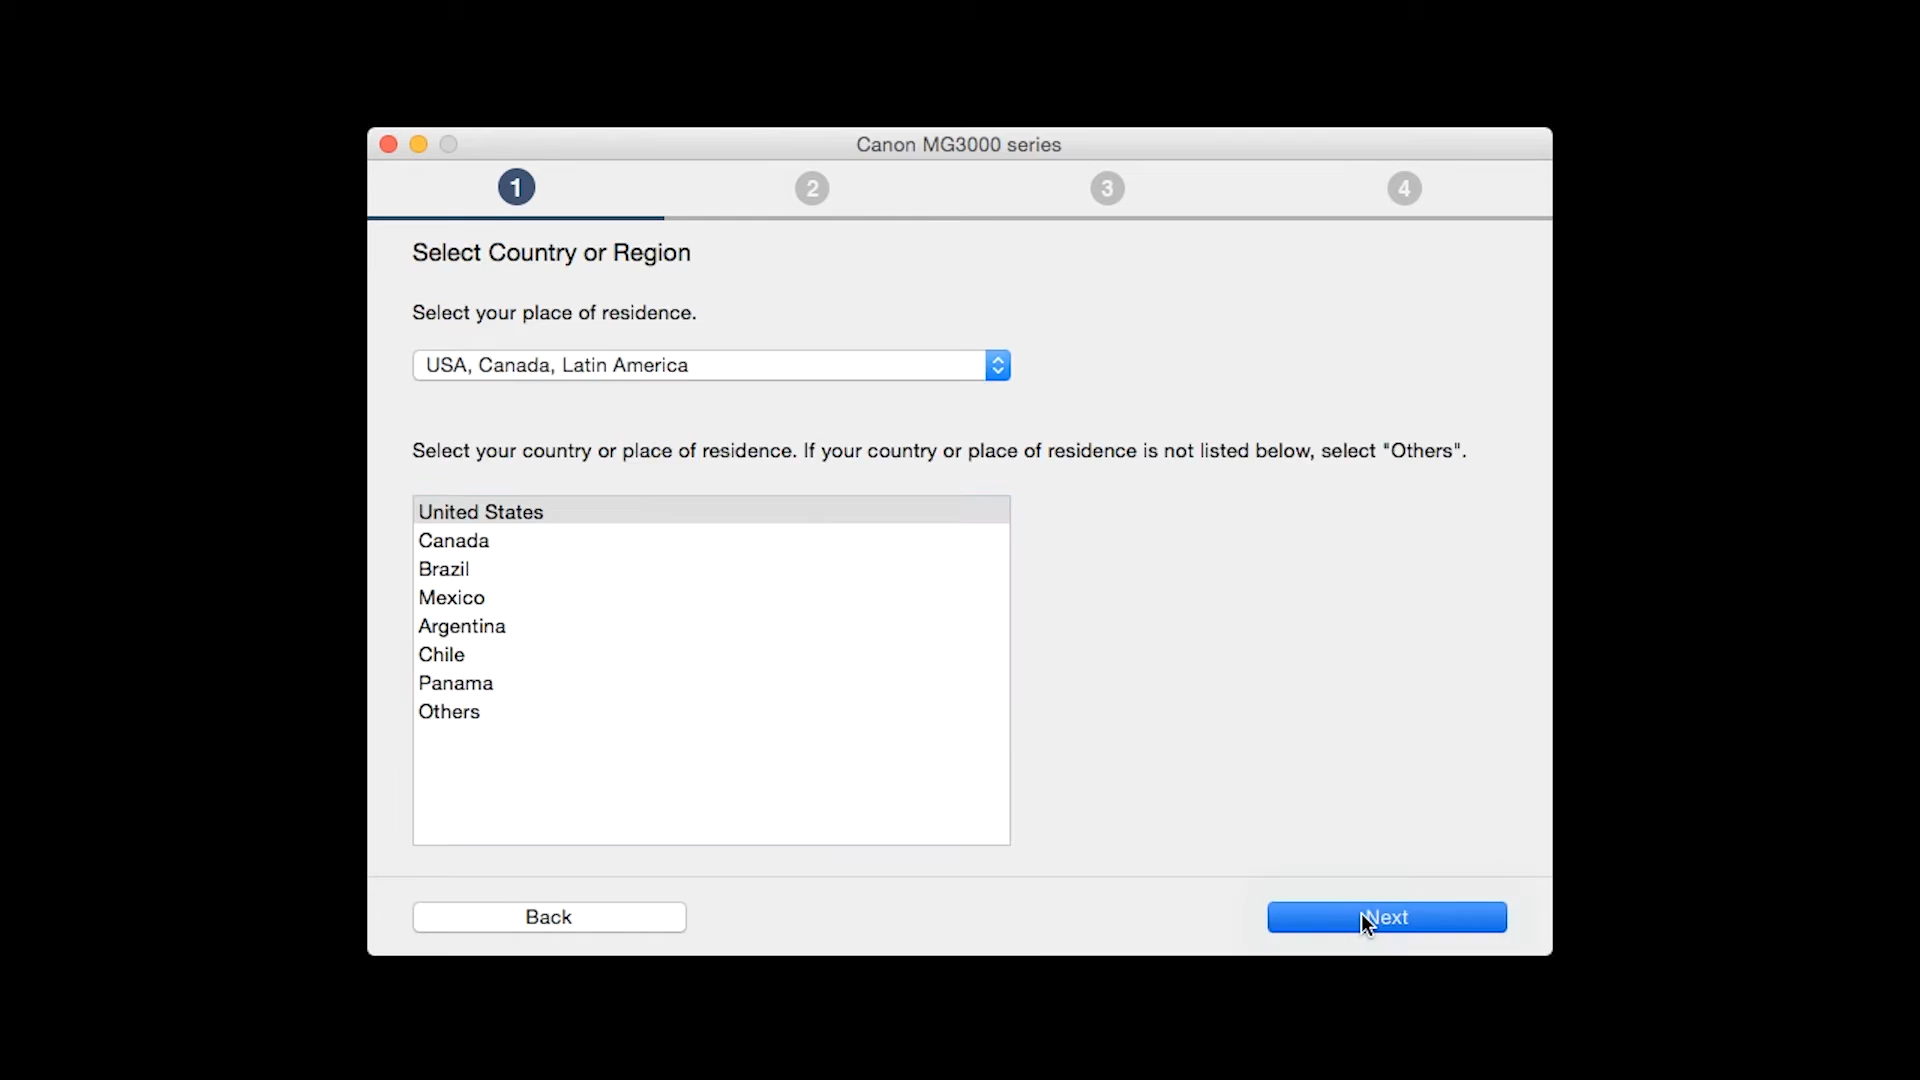 Canon MG3000 series
1 2 3 4
Select Country or Region
Select your place of residence.
USA, Canada, Latin America
Select your country or place of residence. If your country or place of residence is not listed below, select "Others".
United States
Canada
Brazil
Mexico
Argentina
Chile
Panama
Others
Back Next